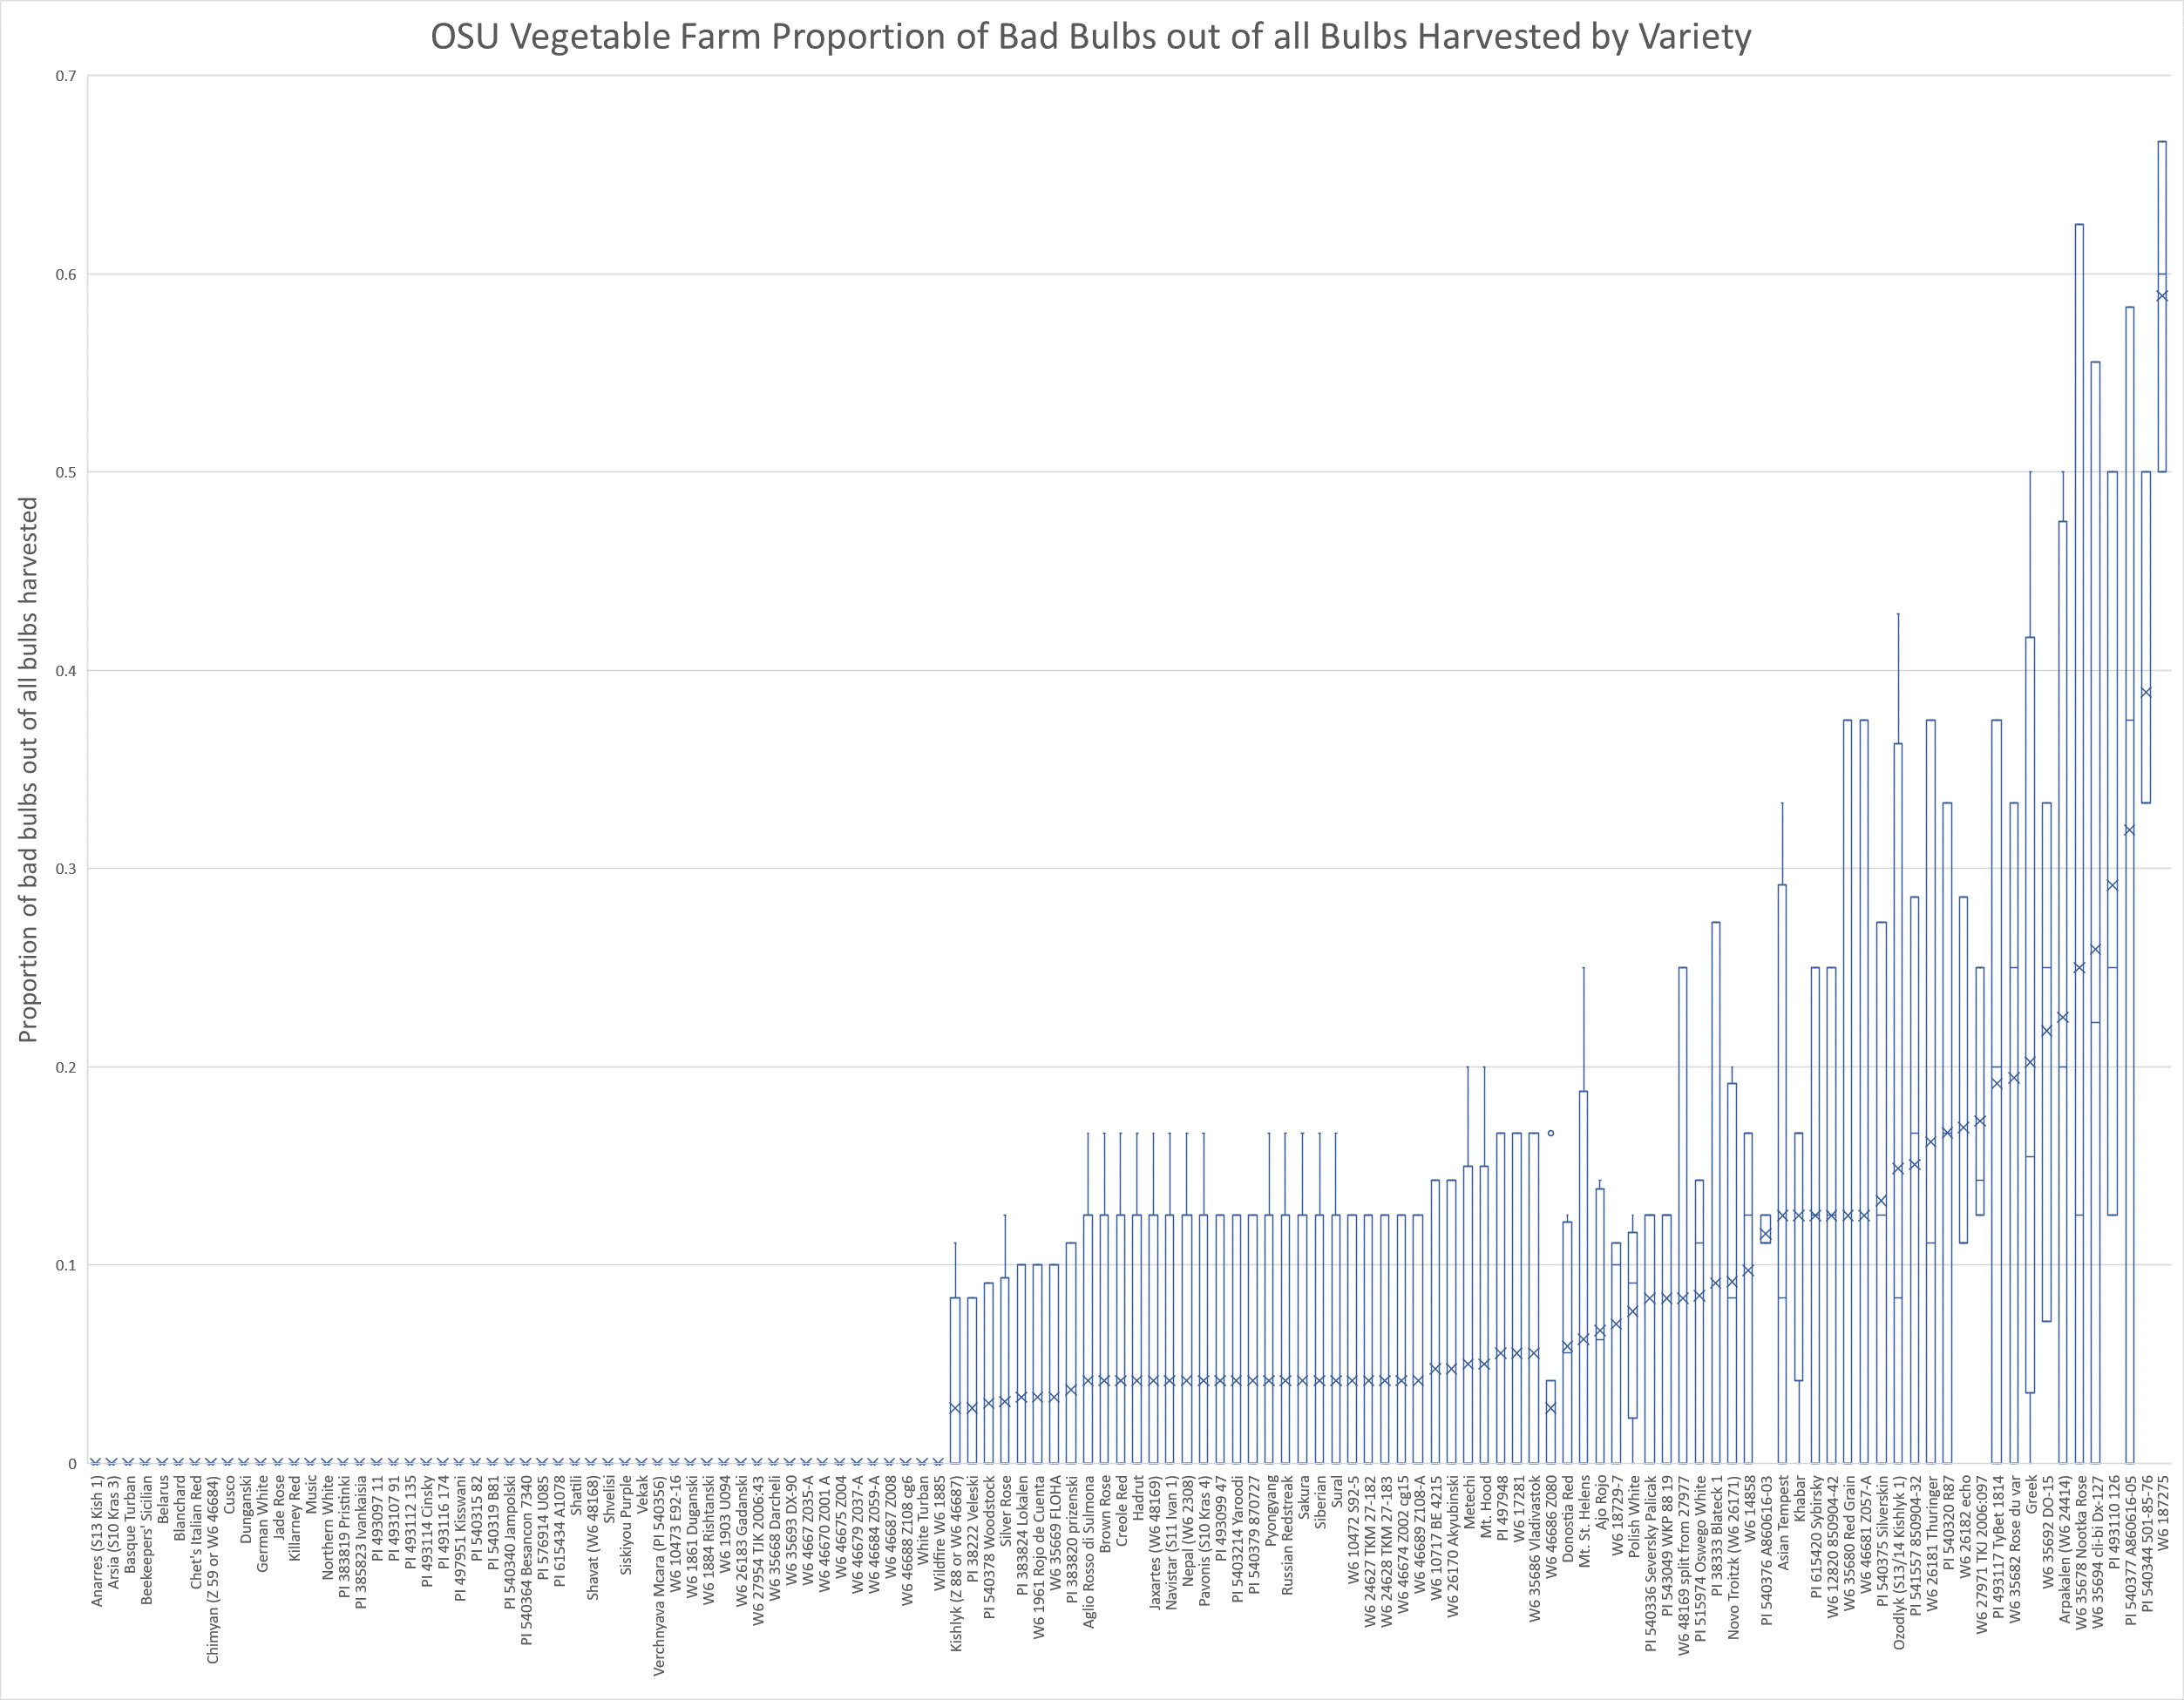 OSU Vegetable Farm Proportion of Bad Bulbs out of all Bulbs Harvested by Variety
Proportion of bad bulbs out of all bulbs harvested
0.7
0.6
0.5
0.4
0.3
0.2
0.1
0
Anarres (S13 Kish 1)
Arsia (S10 Kras 3)
Basque Turban
Beekeepers' Sicilian
Belarus
Blanchard
Chet's Italian Red
Chimyan (Z 59 or W6 46684)
Cusco
Dunganski
German White
Jade Rose
Killarney Red
Music
Northern White
PI 383819 Pristinki
PI 385823 Ivankaisia
PI 493097 11
PI 493107 91
PI 493112 135
PI 493114 Cinsky
PI 493116 174
PI 497951 Kisswani
PI 540315 82
PI 540319 B81
PI 540340 Jampolski
PI 540364 Besancon 7340
PI 576914 U085
PI 615434 A1078
Shatili
Shavat (W6 48168)
Shvelisi
Siskiyou Purple
Vekak
Verchnyaya Mcara (PI 540356)
W6 10473 E92-16
W6 1861 Duganski
W6 1884 Rishtanski
W6 1903 U094
W6 26183 Gadanski
W6 27954 TJK 2006:43
W6 35693 DX-90
W6 35668 Darcheli
W6 4667 Z035-A
W6 46670 Z001 A
W6 46675 Z004
W6 46679 Z037-A
W6 46684 Z059-A
W6 46687 Z008
W6 46688 Z108 cg6
White Turban
Wildfire W6 1885
Kishlyk (Z 88 or W6 46687)
PI 38222 Veleski
PI 540378 Woodstock
Silver Rose
PI 383824 Lokalen
W6 1961 Rojo de Cuenta
W6 35669 FLOHA
PI 383820 prizenski
Aglio Rosso di Sulmona
Brown Rose
Creole Red
Hadrut
Jaxartes (W6 48169)
Navistar (S11 Ivan 1)
Nepal (W6 2308)
Pavonis (S10 Kras 4)
PI 493099 47
PI 5403214 Yaroodi
PI 540379 870727
Pyongyang
Russian Redstreak
Sakura
Siberian
Sural
W6 10472 S92-5
W6 24627 TKM 27-182
W6 24628 TKM 27-183
W6 46674 Z002 cg15
W6 46689 Z108-A
W6 10717 BE 4215
W6 26170 Akyubinski
Metechi
Mt. Hood
PI 497948
W6 17281
W6 35686 Vladivastok
W6 46686 Z080
Donostia Red
Mt. St. Helens
Ajo Rojo
W6 18729-7
Polish White
PI 540336 Seversky Palicak
PI 543049 WKP 88 19
W6 48169 split from 27977
PI 515974 Oswego White
PI 38333 Blateck 1
Novo Troitzk (W6 26171)
W6 14858
PI 540376 A860616-03
Asian Tempest
Khabar
PI 615420 Sybirsky
W6 12820 850904-42
W6 35680 Red Grain
W6 46681 Z057-A
PI 540375 Silverskin
Ozodlyk (S13/14 Kishlyk 1)
PI 541557 850904-32
W6 26181 Thuringer
PI 540320 R87
W6 26182 echo
W6 27971 TKJ 2006:097
PI 493117 TyBet 1814
W6 35682 Rose du var
Greek
W6 35692 DO-15
Arpakalen (W6 24414)
W6 35678 Nootka Rose
W6 35694 cli-bi Dx-127
PI 493110 126
PI 540377 A860616-05
PI 540344 501-85-76
W6 187275